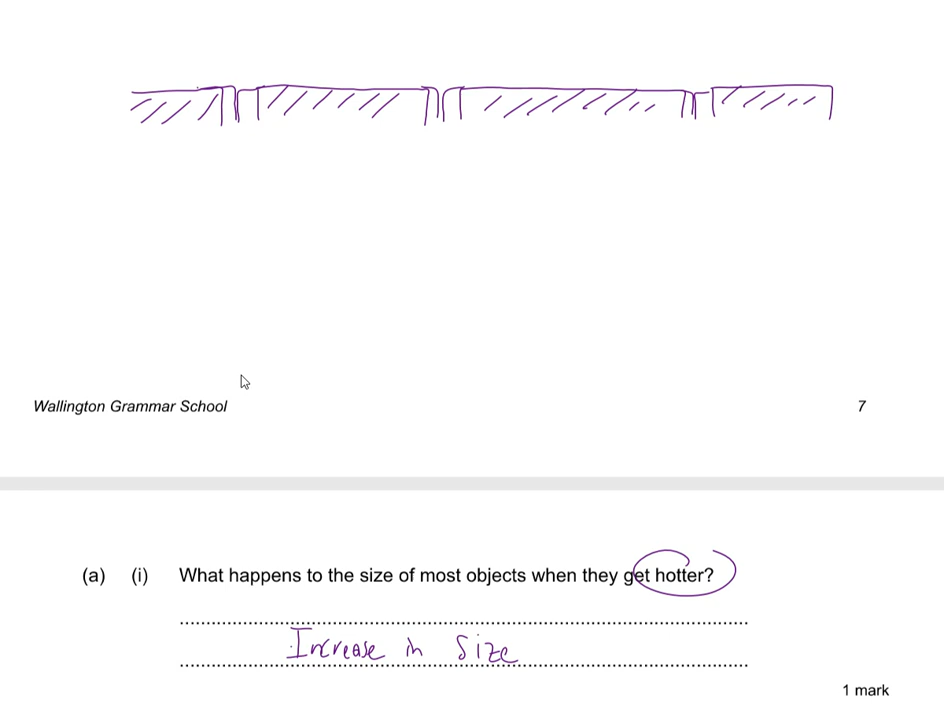 Wallington Grammar School 7
(a) (i) What happens to the size of most objects when they get hotter?
Increase in size
1 mark